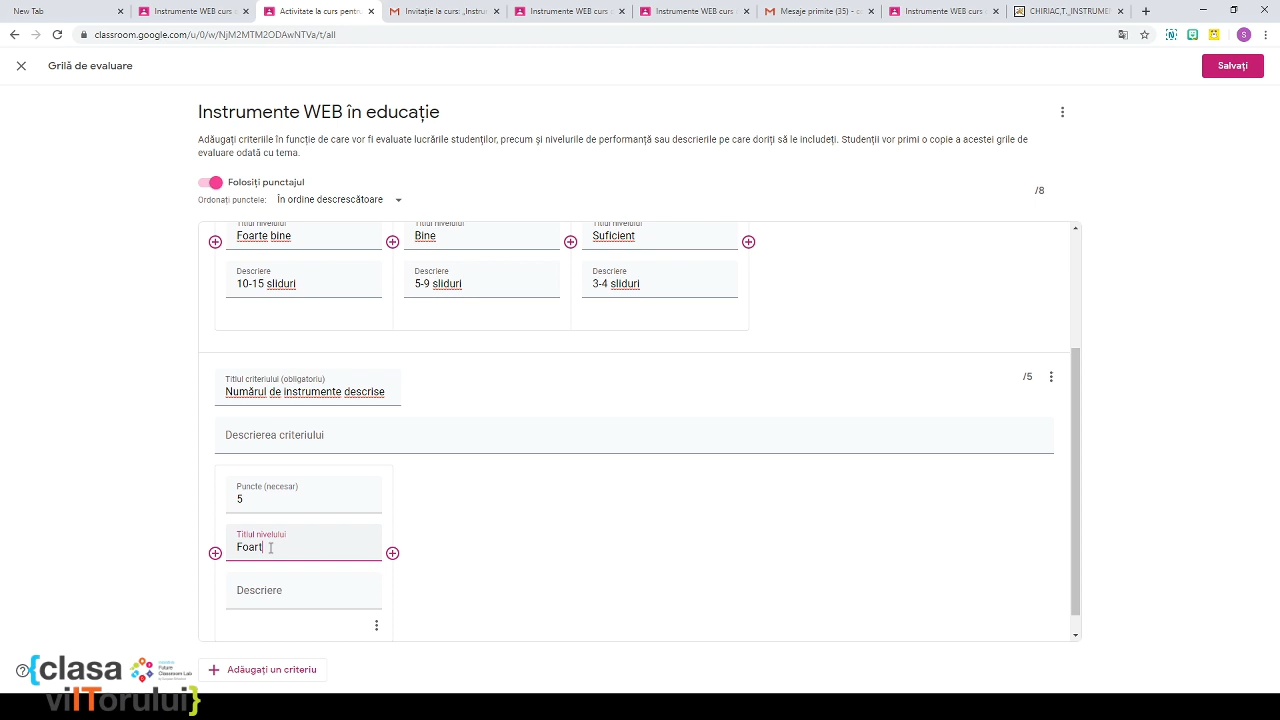 New Tab
Instrumente WEB curs
Activitate la curs pentru
Invitație la curs: „Instrum
Instrumente WEB curs
Instrumente WEB curs
Mesaje primite (35) - c
Instrumente WEB curs
CHIRIAC,T._INSTRUME
classroom.google.com/u/0/w/NjM2MTM2ODAwNTVa/t/all
S
Grilă de evaluare
Salvați
Instrumente WEB în educație
Adăugați criteriile în funcție de care vor fi evaluate lucrările studenților, precum și nivelurile de performanță sau descrierile pe care doriți să le includeți. Studenții vor primi o copie a acestei grile de
evaluare odată cu tema.
Folosiți punctajul
Ordonați punctele: În ordine descrescătoare
/8
Titlul nivelului Titlul nivelului Titlul nivelului
Foarte bine Bine Suficient
Descriere Descriere Descriere
10-15 sliduri 5-9 sliduri 3-4 sliduri
Titlul criteriului (obligatoriu)
Numărul de instrumente descrise
/5
Descrierea criteriului
Puncte (necesar)
5
Titlul nivelului
Foart
Descriere
Adăugați un criteriu
{clasa
viITorului}
Future
Classroom Lab